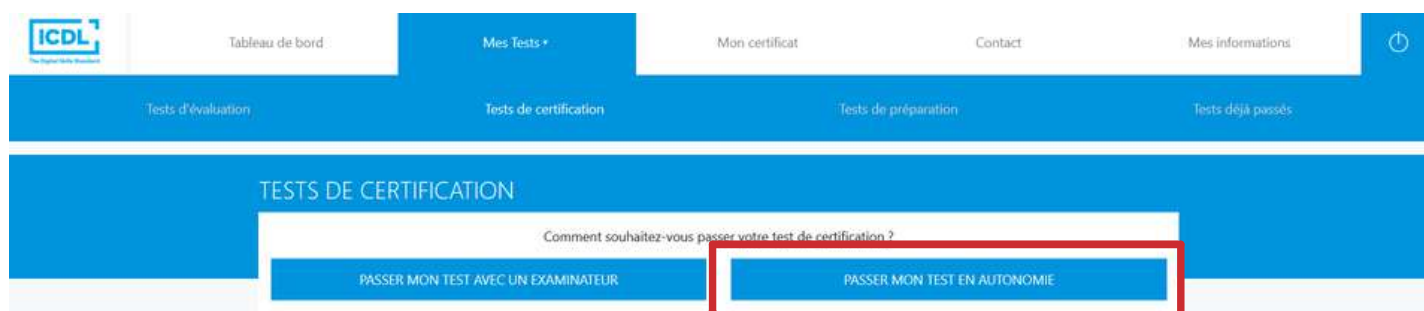 ICDL
The Digital Skills Standard
Tableau de bord
Mes Tests
Mon certificat
Contact
Mes informations
Tests d'évaluation
Tests de certification
Tests de préparation
Tests déjà passés
TESTS DE CERTIFICATION
Comment souhaitez-vous passer votre test de certification ?
PASSER MON TEST AVEC UN EXAMINATEUR
PASSER MON TEST EN AUTONOMIE